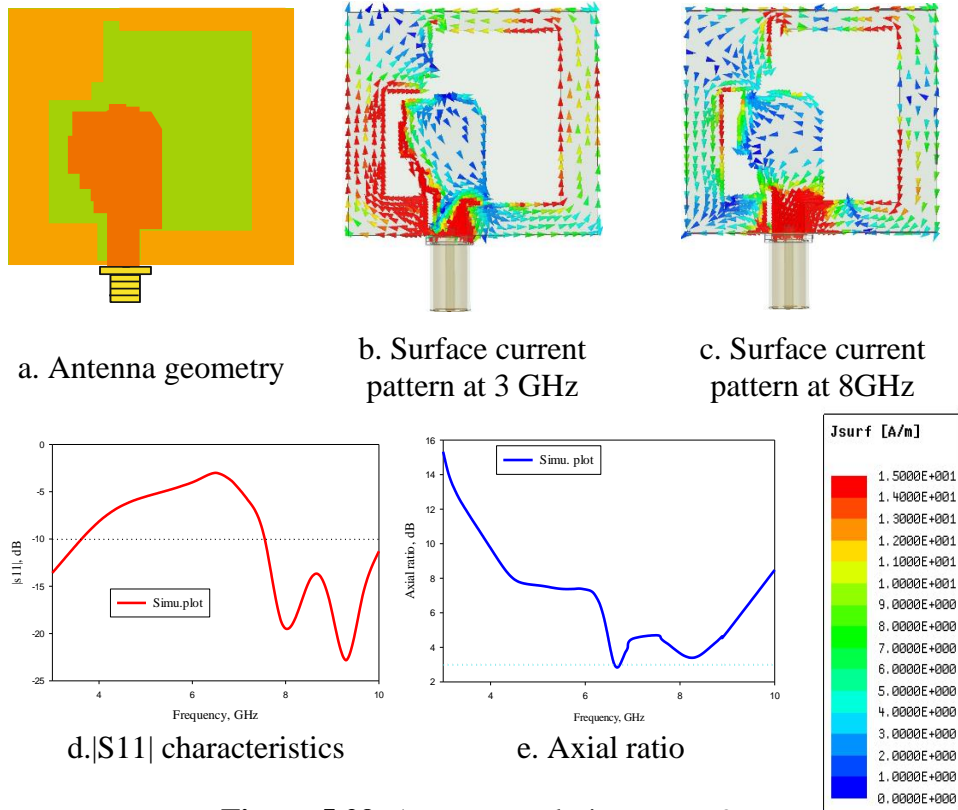 a. Antenna geometry
b. Surface current
pattern at 3 GHz
c. Surface current
pattern at 8GHz
0
-5
-10
-15
-20
-25
|s11|, dB
Simu.plot
4
6
8
10
Frequency, GHz
d.|S11| characteristics
16
14
12
10
8
6
4
2
Axial ratio, dB
Simu. plot
4
6
8
10
Frequency, GHz
e. Axial ratio
Jsurf [A/m]
1.5000E+001
1.4000E+001
1.3000E+001
1.2000E+001
1.1000E+001
1.0000E+001
9.0000E+000
8.0000E+000
7.0000E+000
6.0000E+000
5.0000E+000
4.0000E+000
3.0000E+000
2.0000E+000
1.0000E+000
0.0000E+000